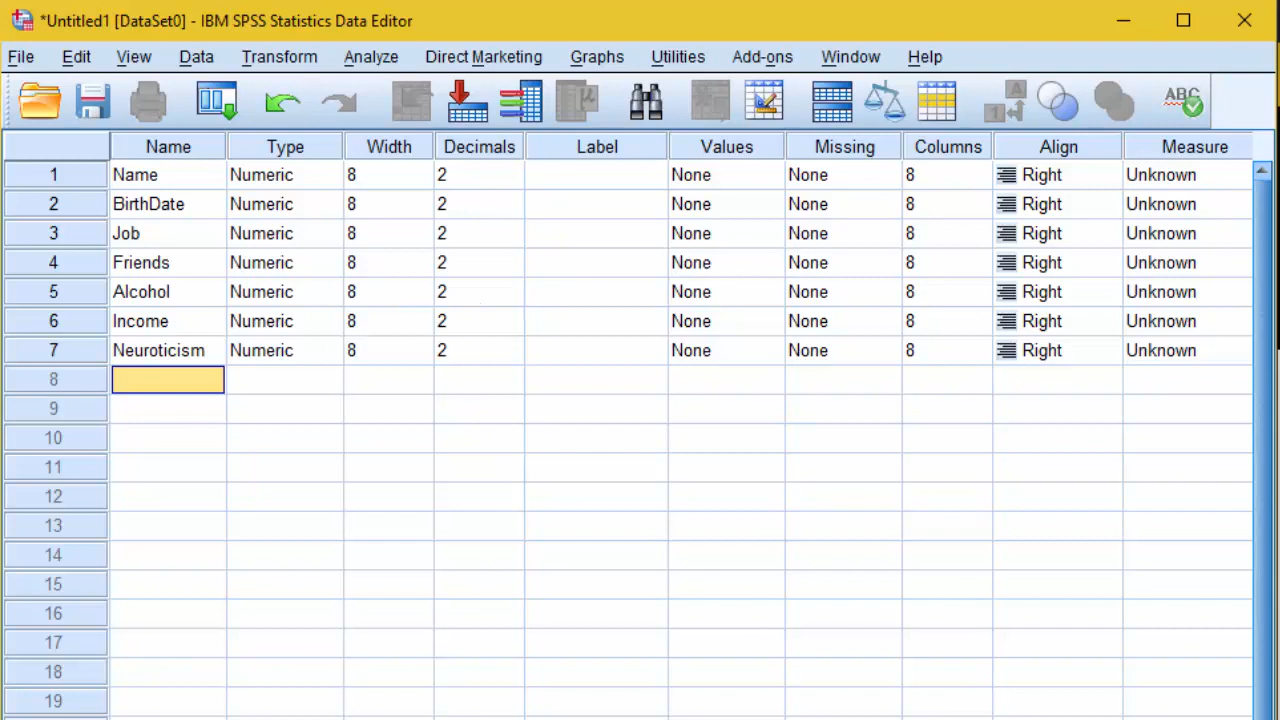 *Untitled1 [DataSet0] - IBM SPSS Statistics Data Editor
File Edit View Data Transform Analyze Direct Marketing Graphs Utilities Add-ons Window Help
Name Type Width Decimals Label Values Missing Columns Align Measure
1 Name Numeric 8 2 None None 8 Right Unknown
2 BirthDate Numeric 8 2 None None 8 Right Unknown
3 Job Numeric 8 2 None None 8 Right Unknown
4 Friends Numeric 8 2 None None 8 Right Unknown
5 Alcohol Numeric 8 2 None None 8 Right Unknown
6 Income Numeric 8 2 None None 8 Right Unknown
7 Neuroticism Numeric 8 2 None None 8 Right Unknown
8
9
10
11
12
13
14
15
16
17
18
19